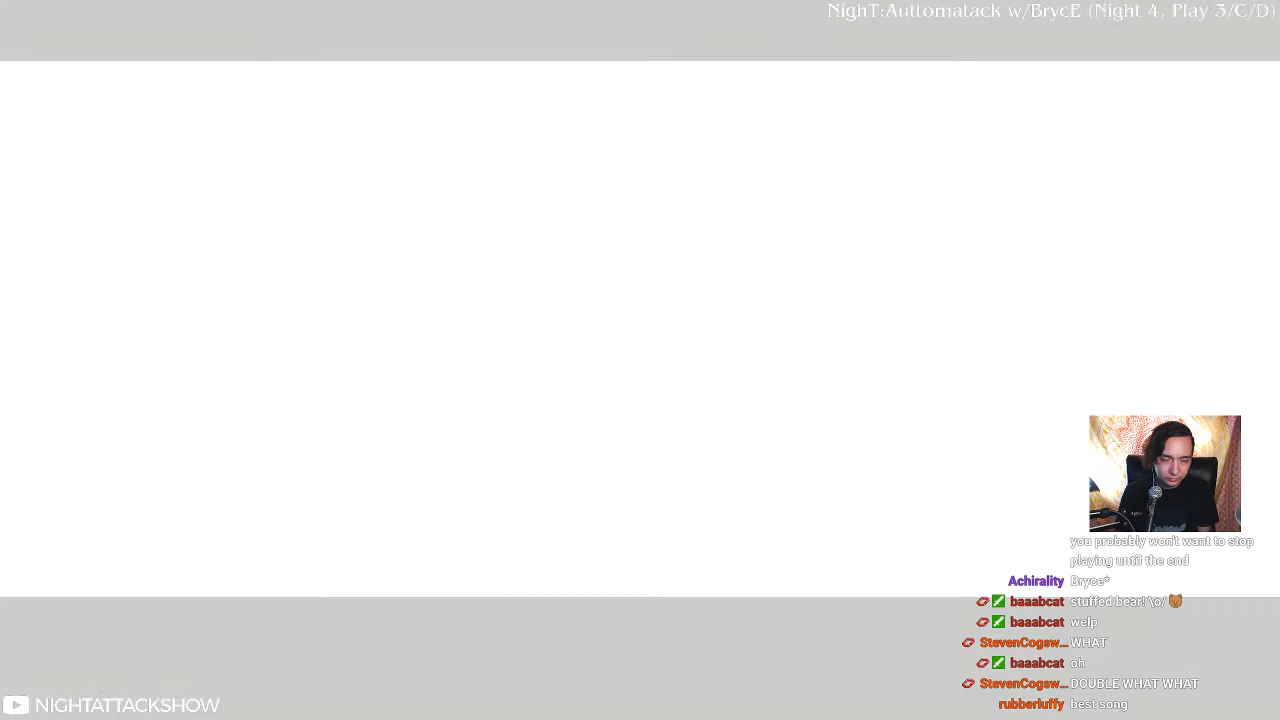 NighT:Auttomatack w/BrycE (Night 4, Play 3/C/D)
you probably won't want to stop
playing until the end
Achirality Bryce*
baaabcat stuffed bear! \o/ 🐻
baaabcat welp
StevenCogsw... WHAT
baaabcat oh
StevenCogsw... DOUBLE WHAT WHAT
rubberluffy best song
NIGHTATTACKSHOW